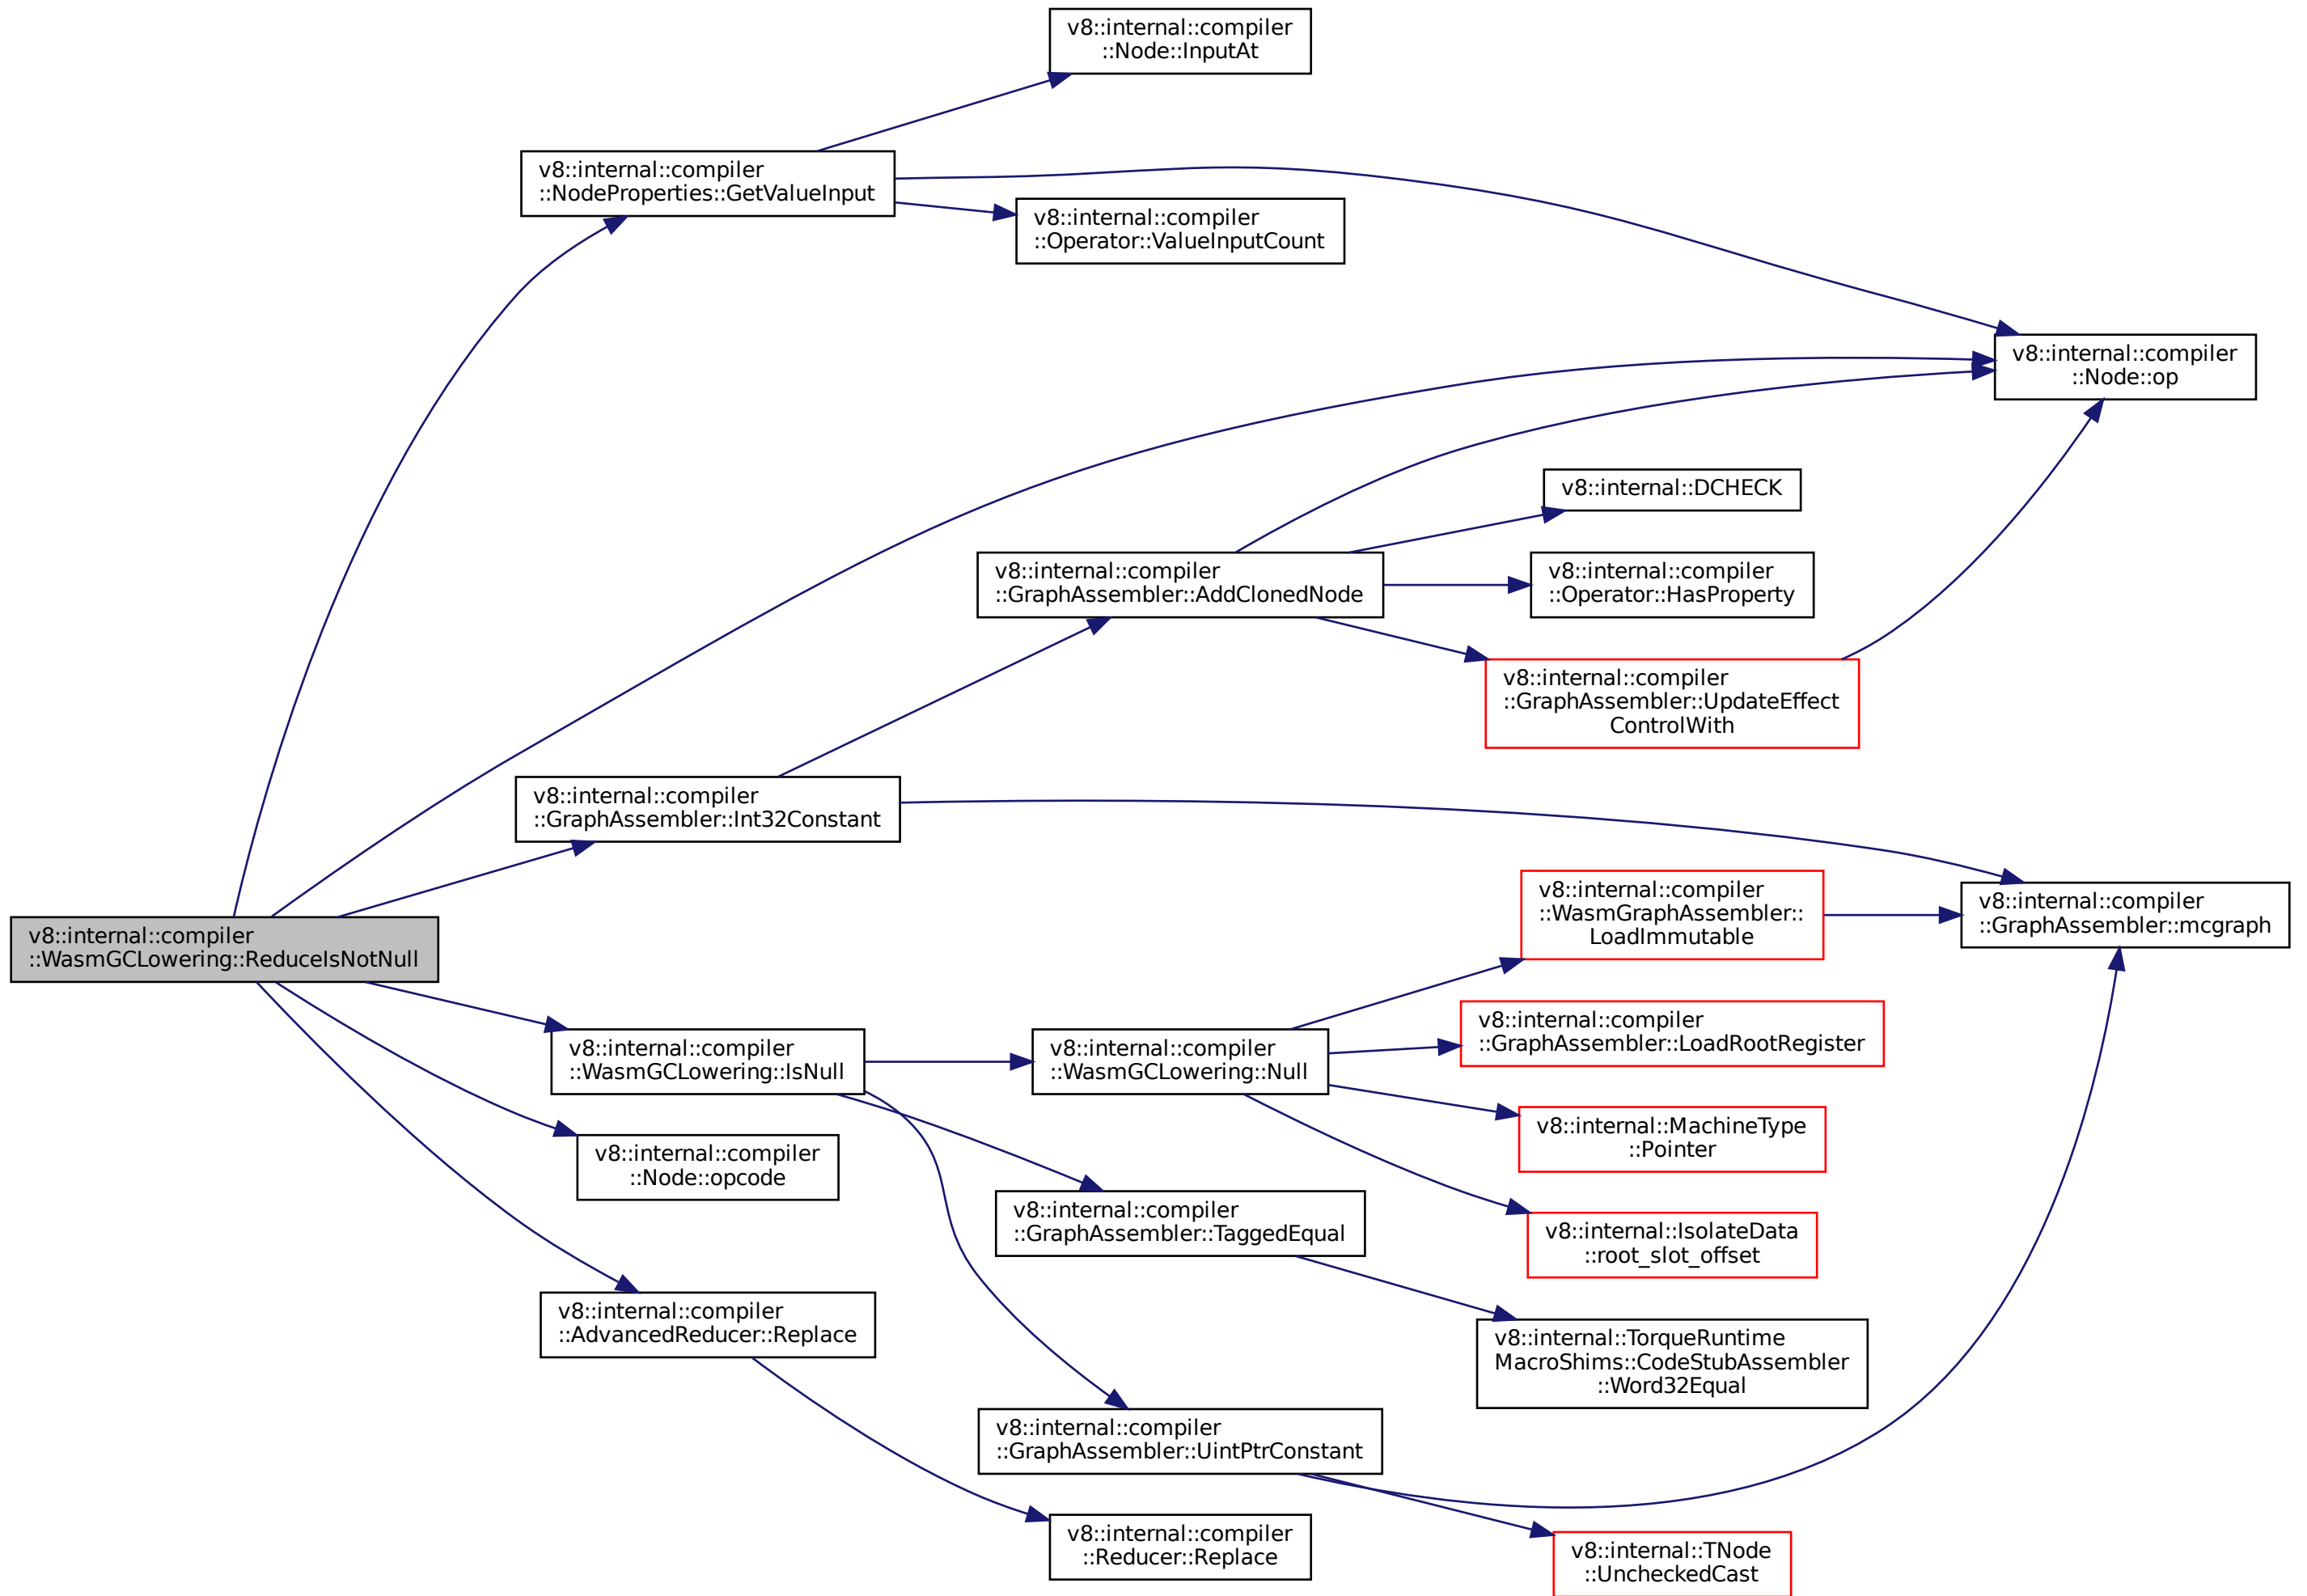 v8::internal::compiler
::Node::InputAt
v8::internal::compiler
::NodeProperties::GetValueInput
v8::internal::compiler
::Operator::ValueInputCount
v8::internal::compiler
::Node::op
v8::internal::DCHECK
v8::internal::compiler
::GraphAssembler::AddClonedNode
v8::internal::compiler
::Operator::HasProperty
v8::internal::compiler
::GraphAssembler::UpdateEffect
ControlWith
v8::internal::compiler
::GraphAssembler::Int32Constant
v8::internal::compiler
::WasmGraphAssembler::
LoadImmutable
v8::internal::compiler
::GraphAssembler::mcgraph
v8::internal::compiler
::WasmGCLowering::ReduceIsNotNull
v8::internal::compiler
::GraphAssembler::LoadRootRegister
v8::internal::compiler
::WasmGCLowering::IsNull
v8::internal::compiler
::WasmGCLowering::Null
v8::internal::MachineType
::Pointer
v8::internal::compiler
::Node::opcode
v8::internal::compiler
::GraphAssembler::TaggedEqual
v8::internal::IsolateData
::root_slot_offset
v8::internal::compiler
::AdvancedReducer::Replace
v8::internal::TorqueRuntime
MacroShims::CodeStubAssembler
::Word32Equal
v8::internal::compiler
::GraphAssembler::UintPtrConstant
v8::internal::compiler
::Reducer::Replace
v8::internal::TNode
::UncheckedCast